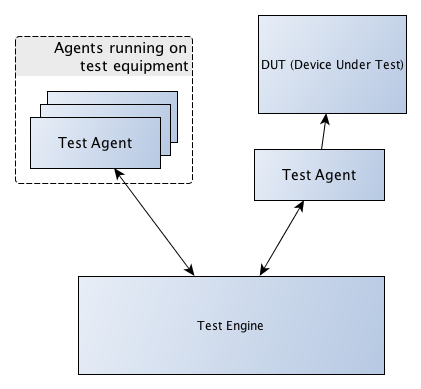 Agents running on
test equipment
DUT (Device Under Test)
Test Agent
Test Agent
Test Engine